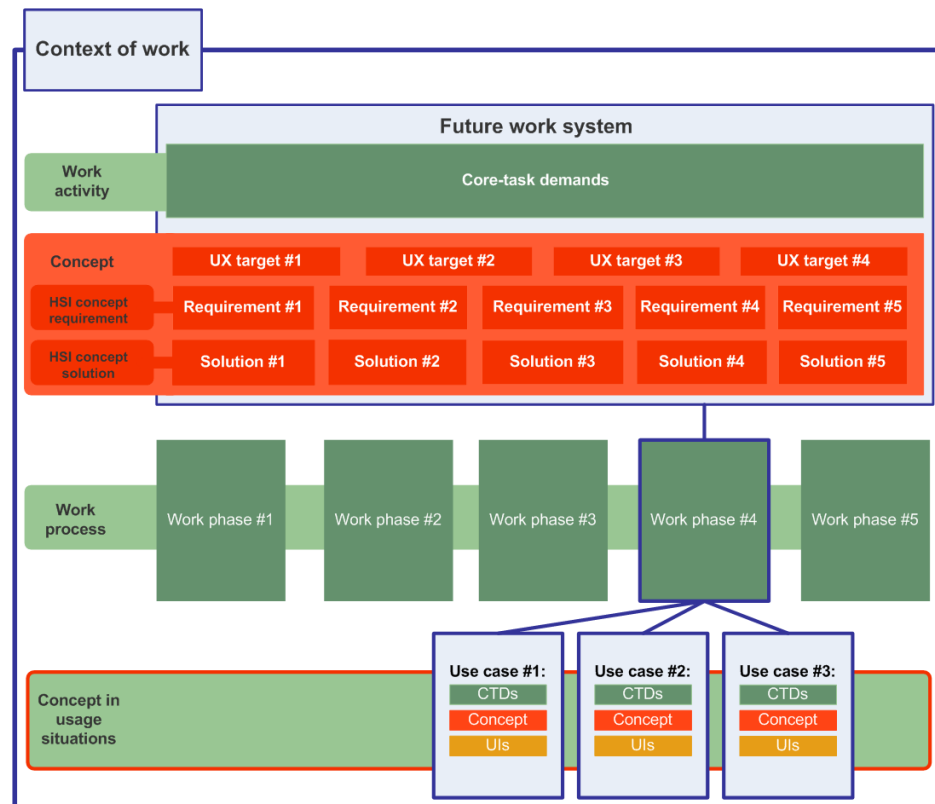 Context of work
Future work system
Work
activity
Core-task demands
Concept
UX target #1
UX target #2
UX target #3
UX target #4
HSI concept
requirement
Requirement #1
Requirement #2
Requirement #3
Requirement #4
Requirement #5
HSI concept
solution
Solution #1
Solution #2
Solution #3
Solution #4
Solution #5
Work
process
Work phase #1
Work phase #2
Work phase #3
Work phase #4
Work phase #5
Concept in
usage
situations
Use case #1:
CTDs
Concept
UIs
Use case #2:
CTDs
Concept
UIs
Use case #3:
CTDs
Concept
UIs